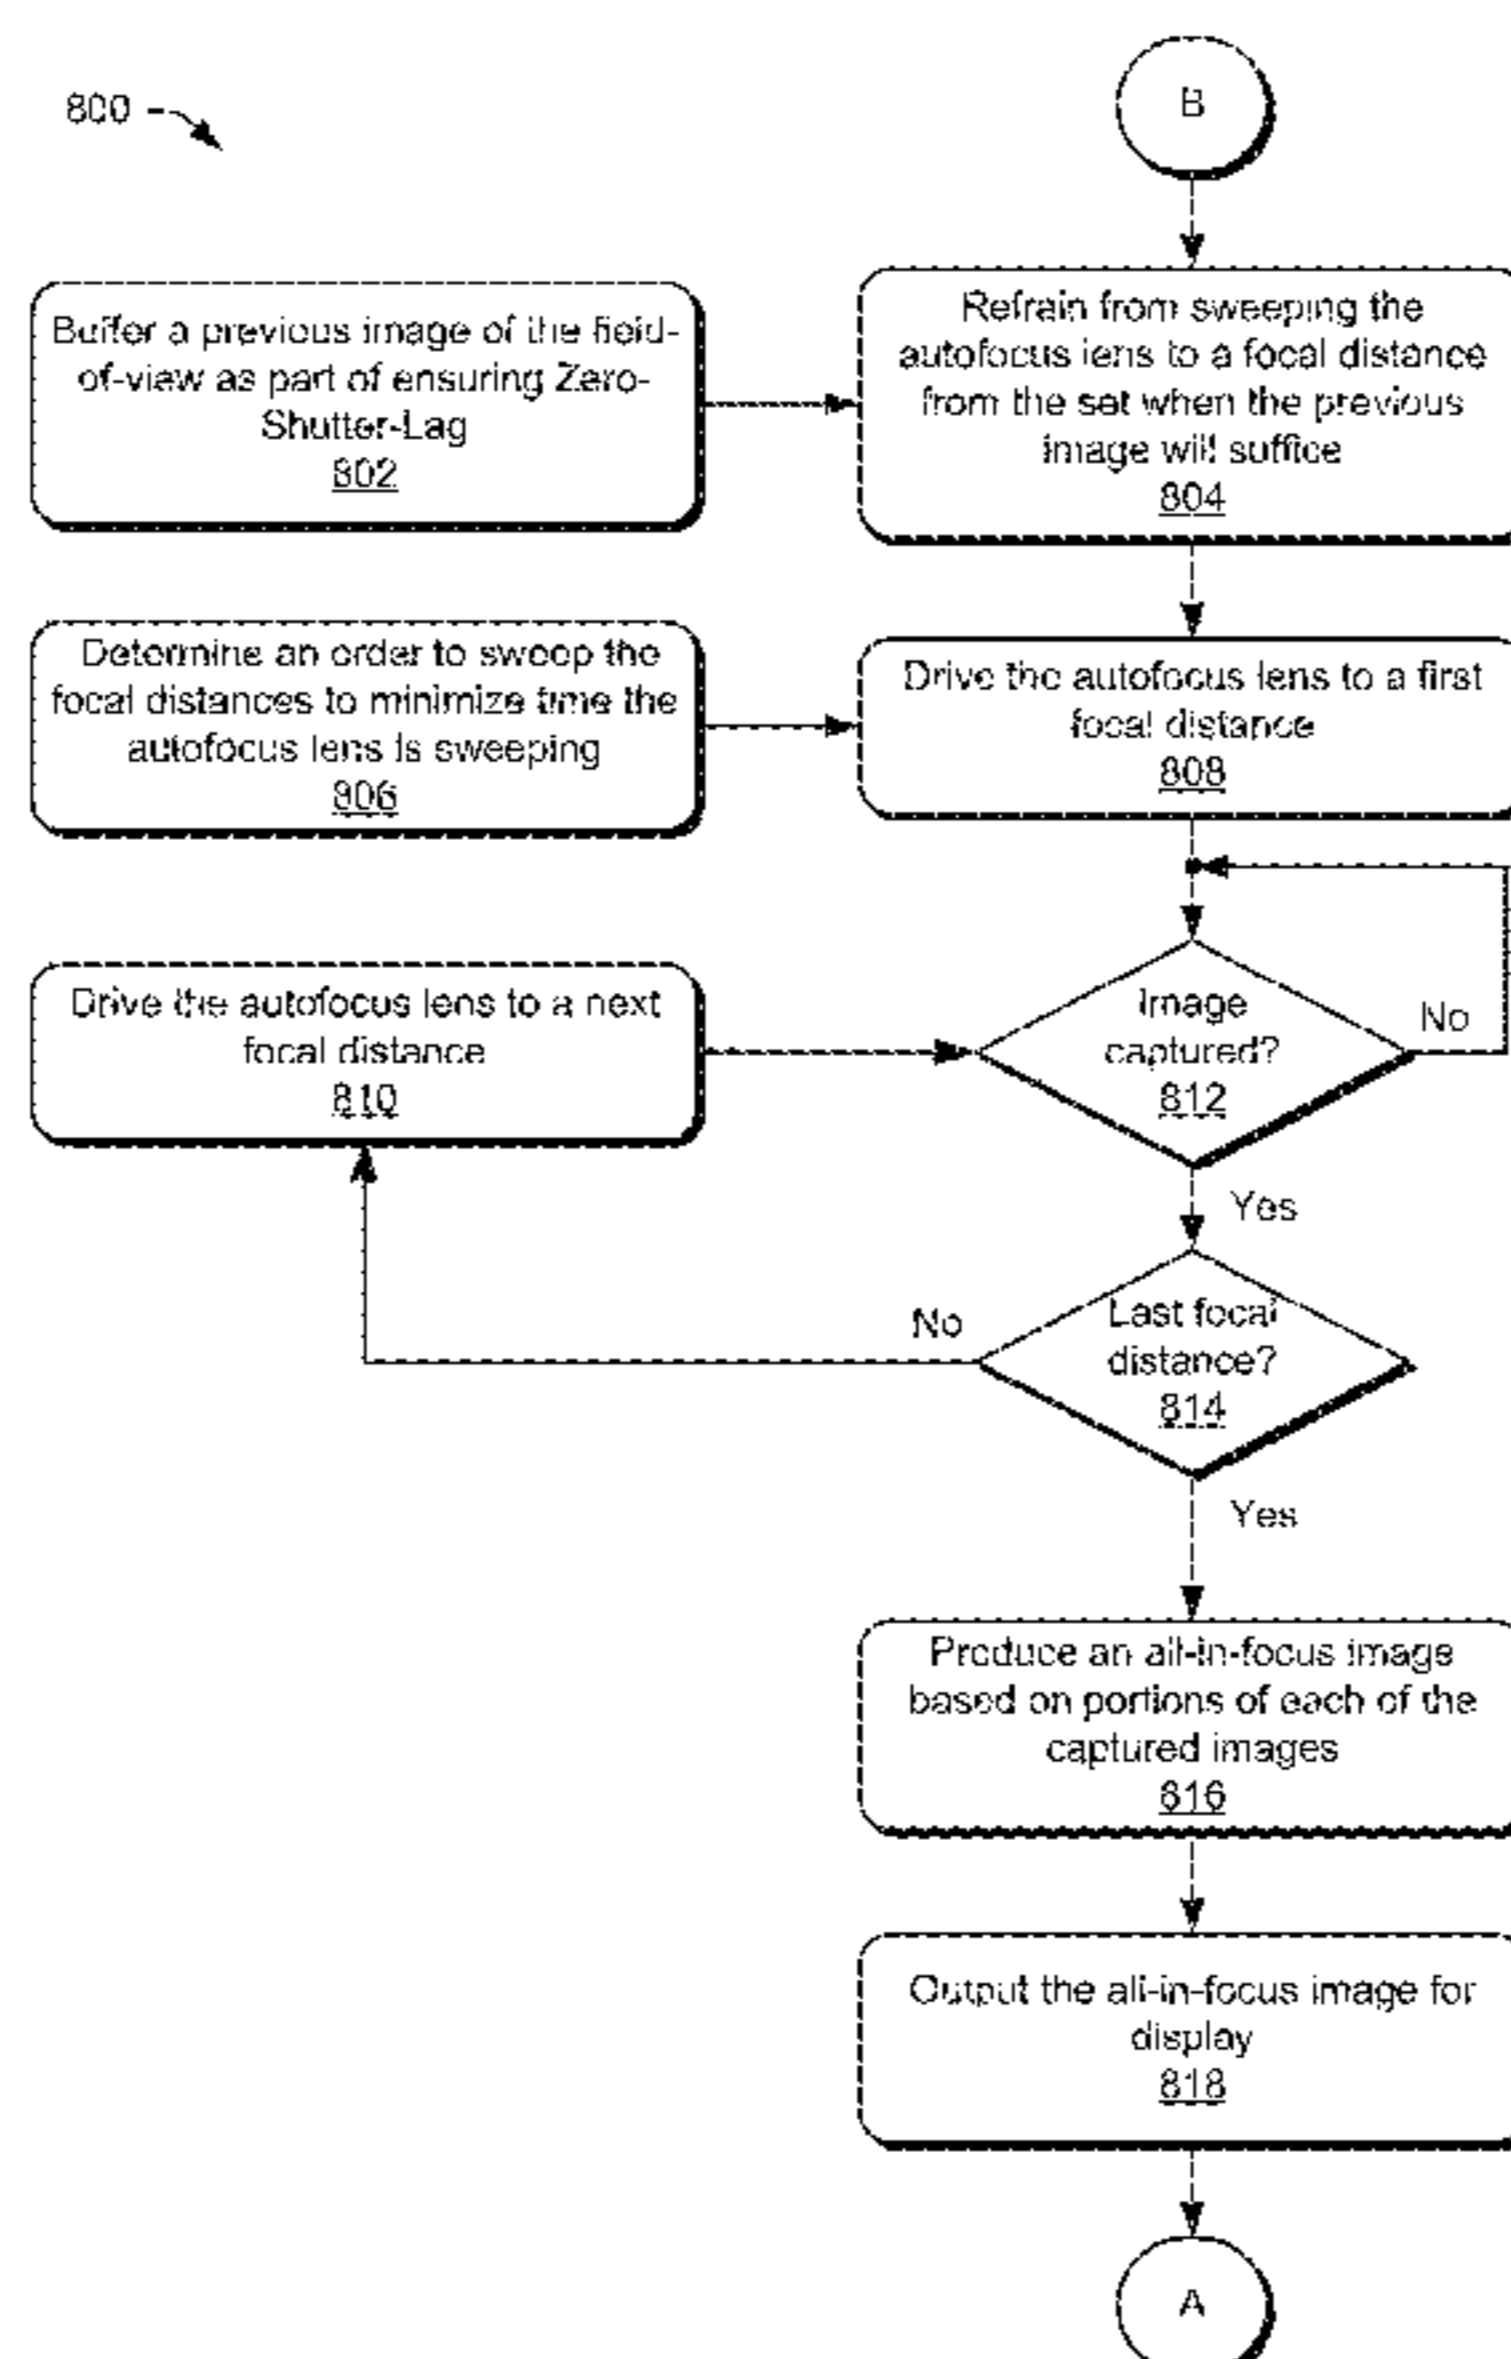 800
B
Buffer a previous image of the field-
of-view as part of ensuring Zero-
Shutter-Lag
802
Refrain from sweeping the
autofocus lens to a focal distance
from the set when the previous
image will suffice
804
Determine an order to sweep the
focal distances to minimize time the
autofocus lens is sweeping
806
Drive the autofocus lens to a first
focal distance
808
Drive the autofocus lens to a next
focal distance
810
Image
captured?
812
No
Yes
Last focal
distance?
814
No
Yes
Produce an all-in-focus image
based on portions of each of the
captured images
816
Output the all-in-focus image for
display
818
A